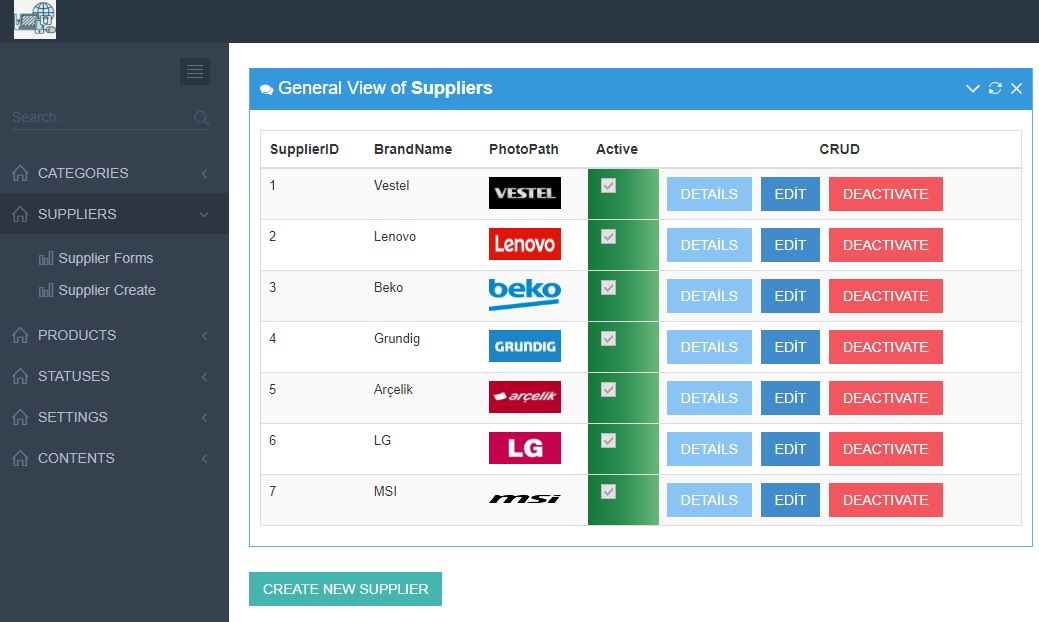 Search...
CATEGORIES
SUPPLIERS
Supplier Forms
Supplier Create
PRODUCTS
STATUSES
SETTINGS
CONTENTS
General View of Suppliers
SupplierID BrandName PhotoPath Active CRUD
1 Vestel VESTEL DETAİLS EDİT DEACTIVATE
2 Lenovo Lenovo DETAİLS EDİT DEACTIVATE
3 Beko beko DETAİLS EDİT DEACTIVATE
4 Grundig GRUNDIG DETAİLS EDİT DEACTIVATE
5 Arçelik arçelik DETAİLS EDİT DEACTIVATE
6 LG LG DETAİLS EDİT DEACTIVATE
7 MSI msi DETAİLS EDİT DEACTIVATE
CREATE NEW SUPPLIER